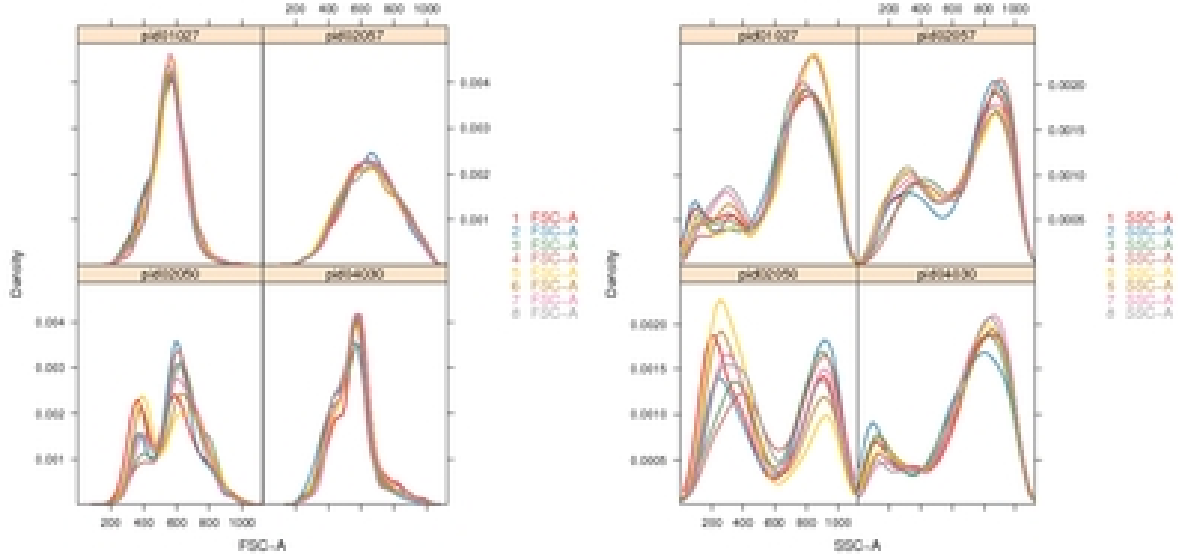 200 400 600 800 1000
pid01027 pid02057
0.004
0.003
0.002
0.001
pid02050 pid04030
0.004
0.003
0.002
0.001
200 400 600 800 1000
Density
FSC-A
1 FSC-A
2 FSC-A
3 FSC-A
4 FSC-A
5 FSC-A
6 FSC-A
7 FSC-A
8 FSC-A
200 400 600 800 1000
pid01027 pid02057
0.0020
0.0015
0.0010
0.0005
pid02050 pid04030
0.0020
0.0015
0.0010
0.0005
200 400 600 800 1000
Density
SSC-A
1 SSC-A
2 SSC-A
3 SSC-A
4 SSC-A
5 SSC-A
6 SSC-A
7 SSC-A
8 SSC-A